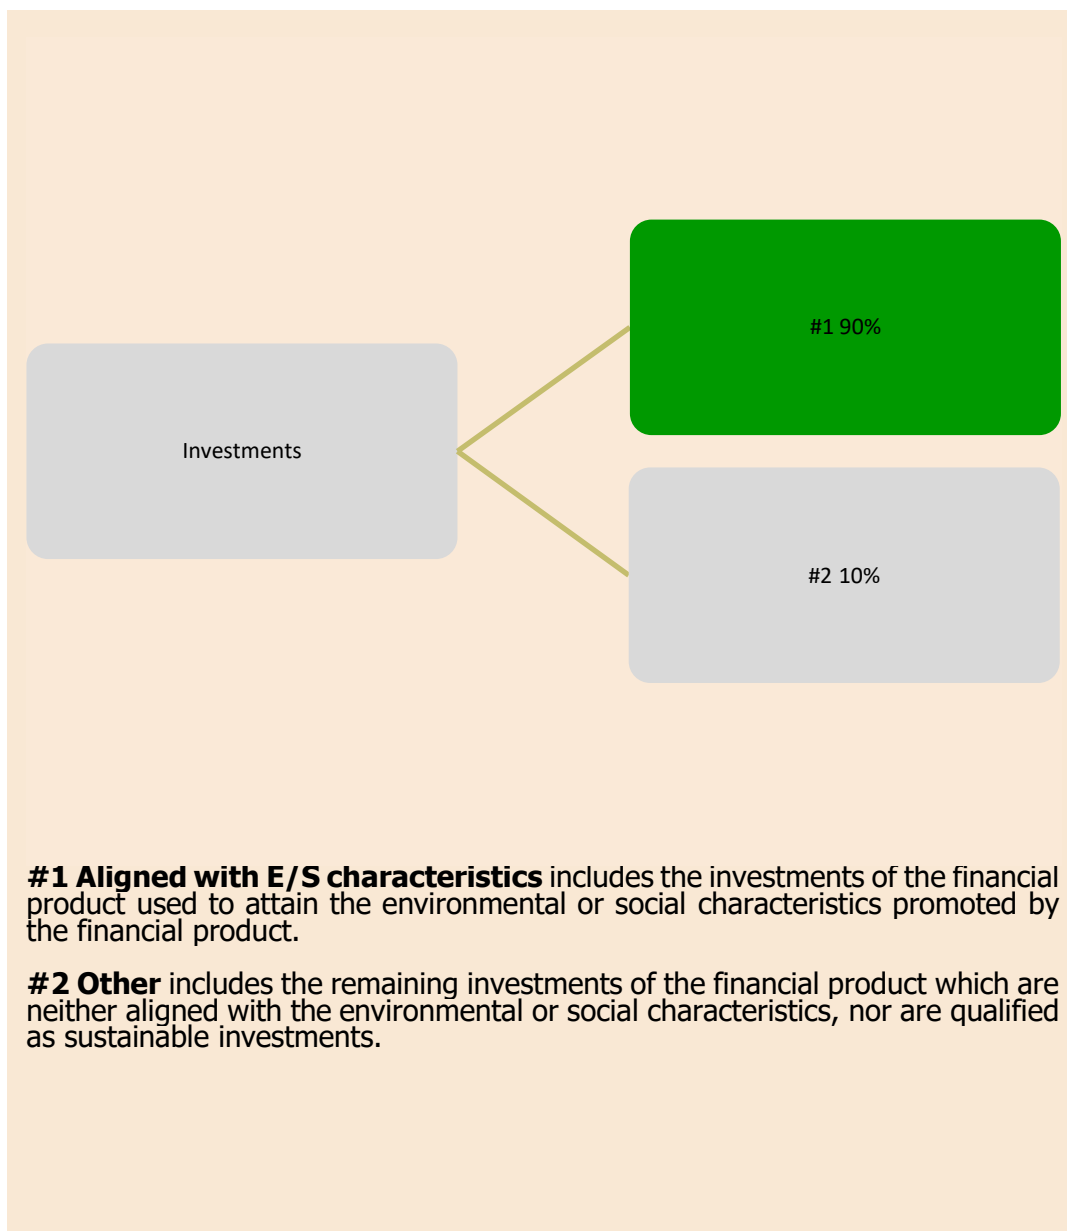 #1 90%
Investments
#2 10%
#1 Aligned with E/S characteristics includes the investments of the financial
product used to attain the environmental or social characteristics promoted by
the financial product.
#2 Other includes the remaining investments of the financial product which are
neither aligned with the environmental or social characteristics, nor are qualified
as sustainable investments.